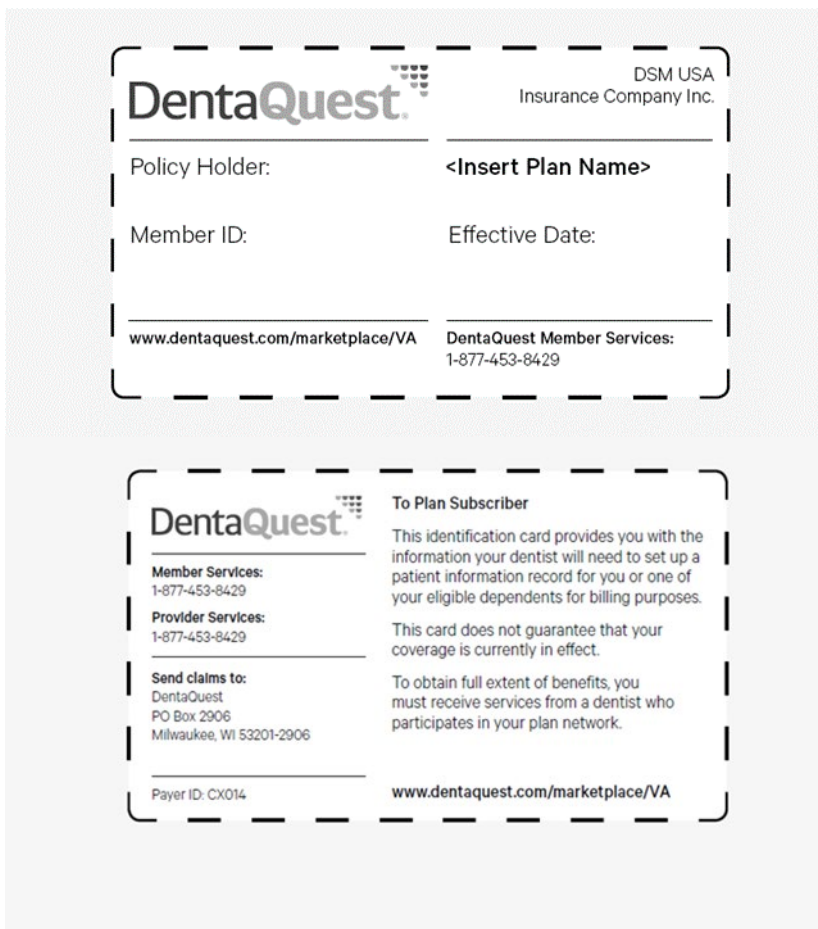 DentaQuest®
DSM USA
Insurance Company Inc.
Policy Holder:
<Insert Plan Name>
Member ID:
Effective Date:
www.dentaquest.com/marketplace/VA
DentaQuest Member Services:
1-877-453-8429
DentaQuest®
Member Services:
1-877-453-8429
Provider Services:
1-877-453-8429
Send claims to:
DentaQuest
PO Box 2906
Milwaukee, WI 53201-2906
Payer ID: CX014
To Plan Subscriber
This identification card provides you with the
information your dentist will need to set up a
patient information record for you or one of
your eligible dependents for billing purposes.
This card does not guarantee that your
coverage is currently in effect.
To obtain full extent of benefits, you
must receive services from a dentist who
participates in your plan network.
www.dentaquest.com/marketplace/VA